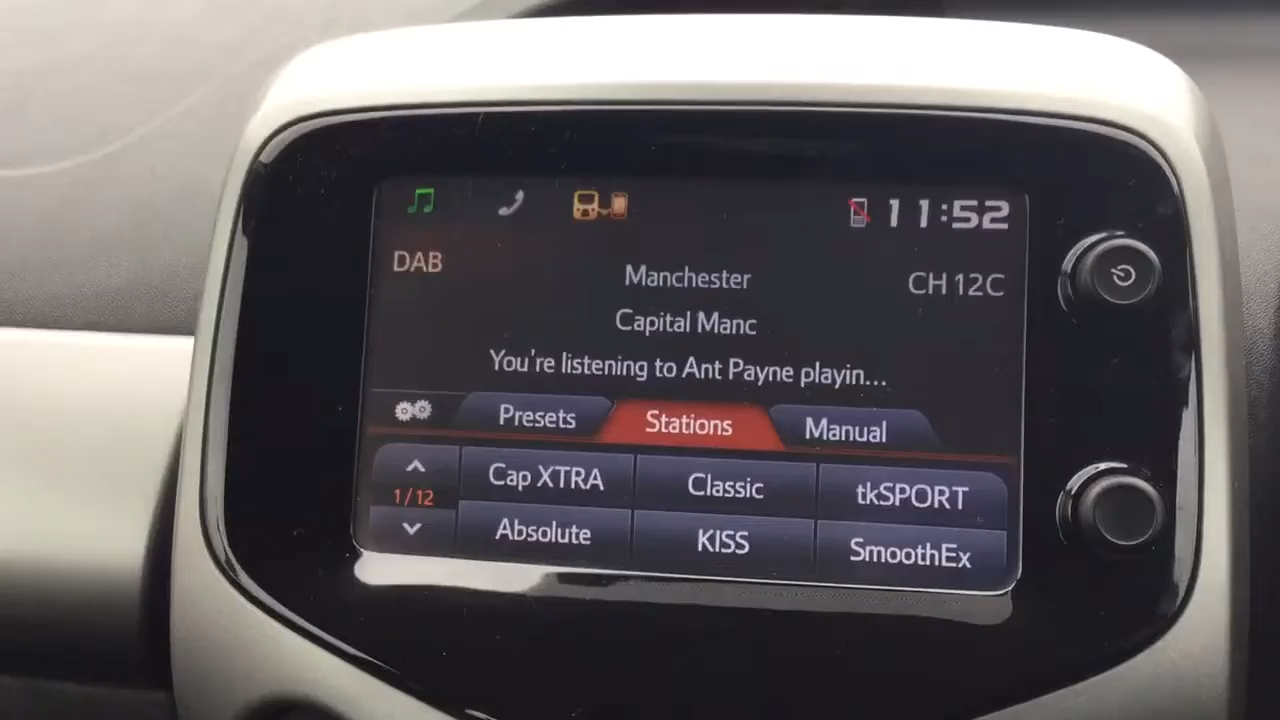 11:52
DAB
Manchester
CH 12C
Capital Manc
You're listening to Ant Payne playin...
Presets
Stations
Manual
1/12
Cap XTRA
Classic
tkSPORT
Absolute
KISS
SmoothEx